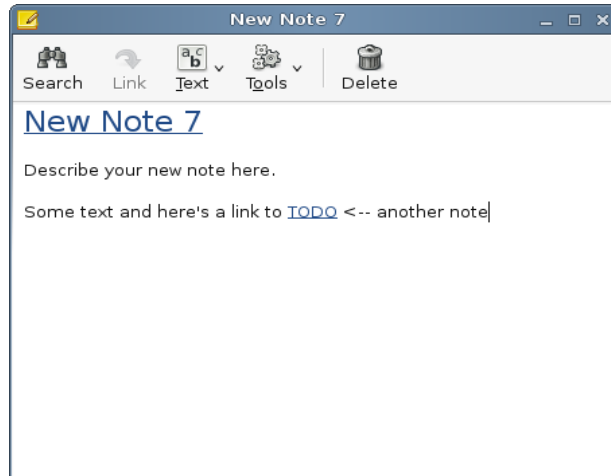 New Note 7
Search Link Text Tools Delete
New Note 7
Describe your new note here.
Some text and here's a link to TODO <-- another note